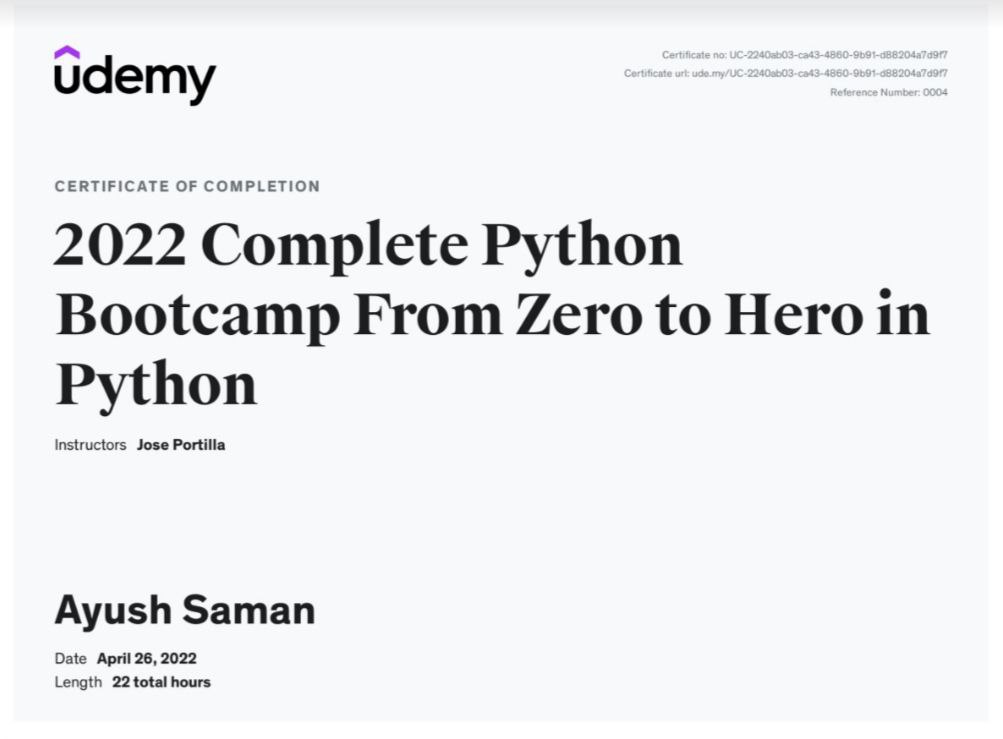 udemy
Certificate no: UC-2240ab03-ca43-4860-9b91-d88204a7d9f7
Certificate url: ude.my/UC-2240ab03-ca43-4860-9b91-d88204a7d9f7
Reference Number: 0004
CERTIFICATE OF COMPLETION
2022 Complete Python
Bootcamp From Zero to Hero in
Python
Instructors Jose Portilla
Ayush Saman
Date April 26, 2022
Length 22 total hours